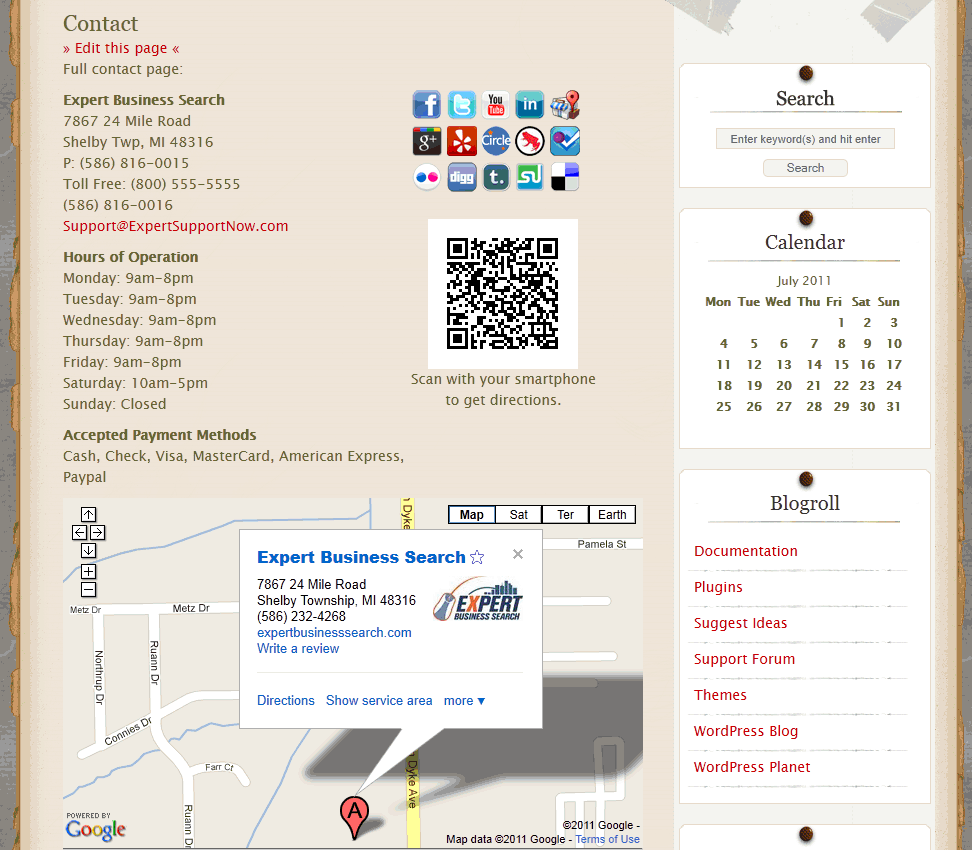 Contact
» Edit this page «
Full contact page:
Expert Business Search
7867 24 Mile Road
Shelby Twp, MI 48316
P: (586) 816-0015
Toll Free: (800) 555-5555
(586) 816-0016
Support@ExpertSupportNow.com
Hours of Operation
Monday: 9am-8pm
Tuesday: 9am-8pm
Wednesday: 9am-8pm
Thursday: 9am-8pm
Friday: 9am-8pm
Saturday: 10am-5pm
Sunday: Closed
Accepted Payment Methods
Cash, Check, Visa, MasterCard, American Express,
Paypal
f t You Tube in
g+ Circle
digg t.
Scan with your smartphone
to get directions.
Map Sat Ter Earth
Dyke
Pamela St
Expert Business Search
7867 24 Mile Road
Shelby Township, MI 48316
(586) 232-4268
expertbusinesssearch.com
Write a review
EXPERT
BUSINESS SEARCH
Directions Show service area more
Metz Dr Metz Dr
Ruann Dr
Northrup Dr
Connies Dr
Farr Ct
Ruann Dr
Dyke Ave
A
POWERED BY
Google
©2011 Google -
Map data ©2011 Google - Terms of Use
Search
Enter keyword(s) and hit enter
Search
Calendar
July 2011
Mon Tue Wed Thu Fri Sat Sun
1 2 3
4 5 6 7 8 9 10
11 12 13 14 15 16 17
18 19 20 21 22 23 24
25 26 27 28 29 30 31
Blogroll
Documentation
Plugins
Suggest Ideas
Support Forum
Themes
WordPress Blog
WordPress Planet